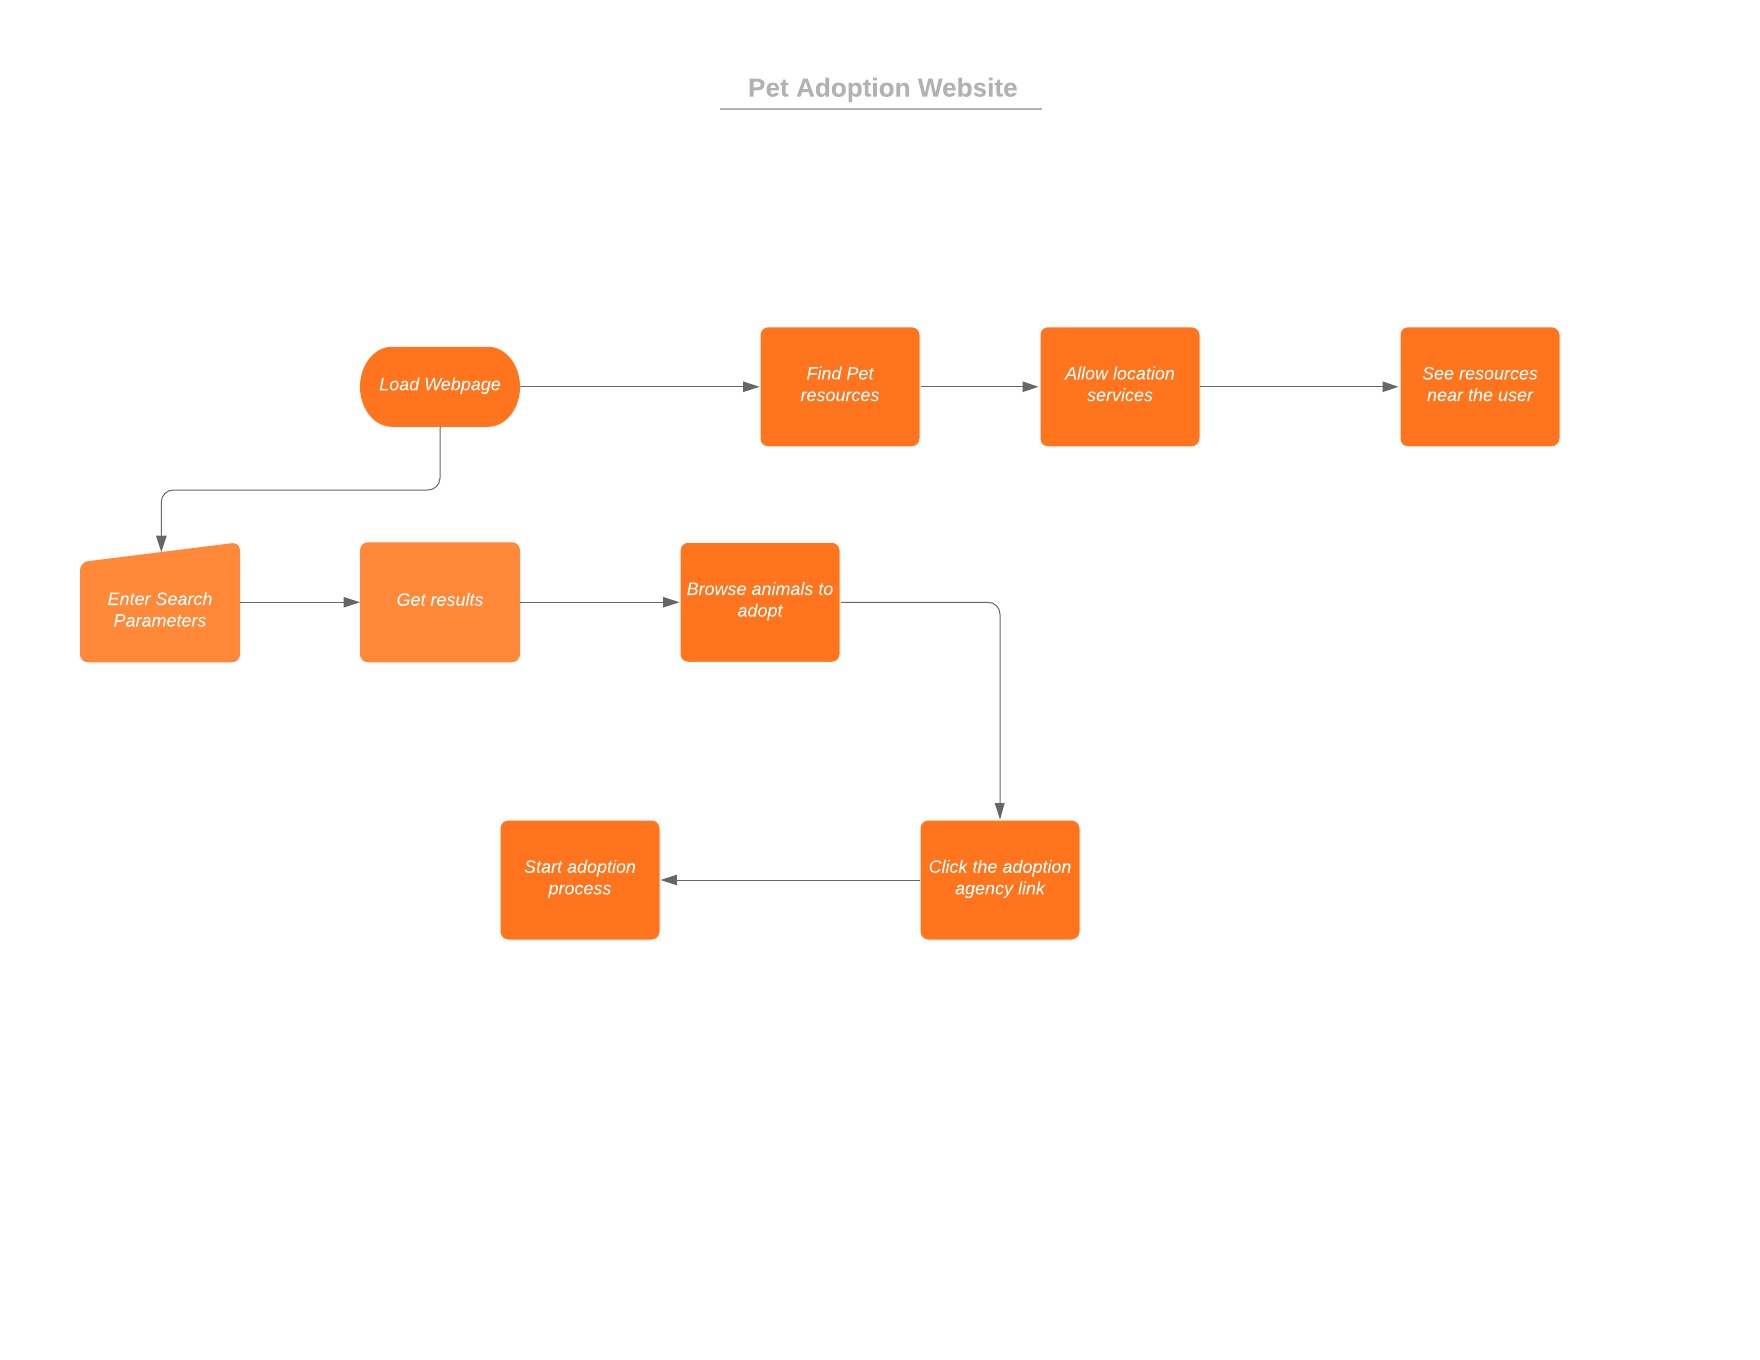 Pet Adoption Website
Load Webpage
Find Pet
resources
Allow location
services
See resources
near the user
Enter Search
Parameters
Get results
Browse animals to
adopt
Start adoption
process
Click the adoption
agency link